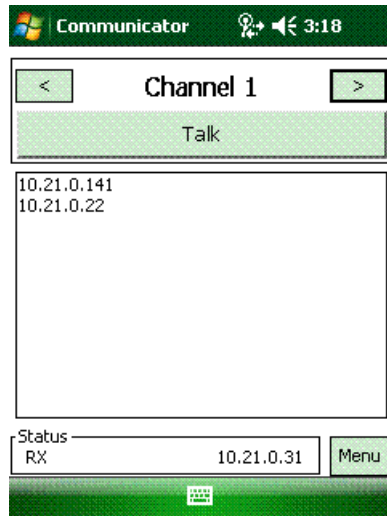 Communicator 3:18
< Channel 1 >
Talk
10.21.0.141
10.21.0.22
Status
RX 10.21.0.31 Menu